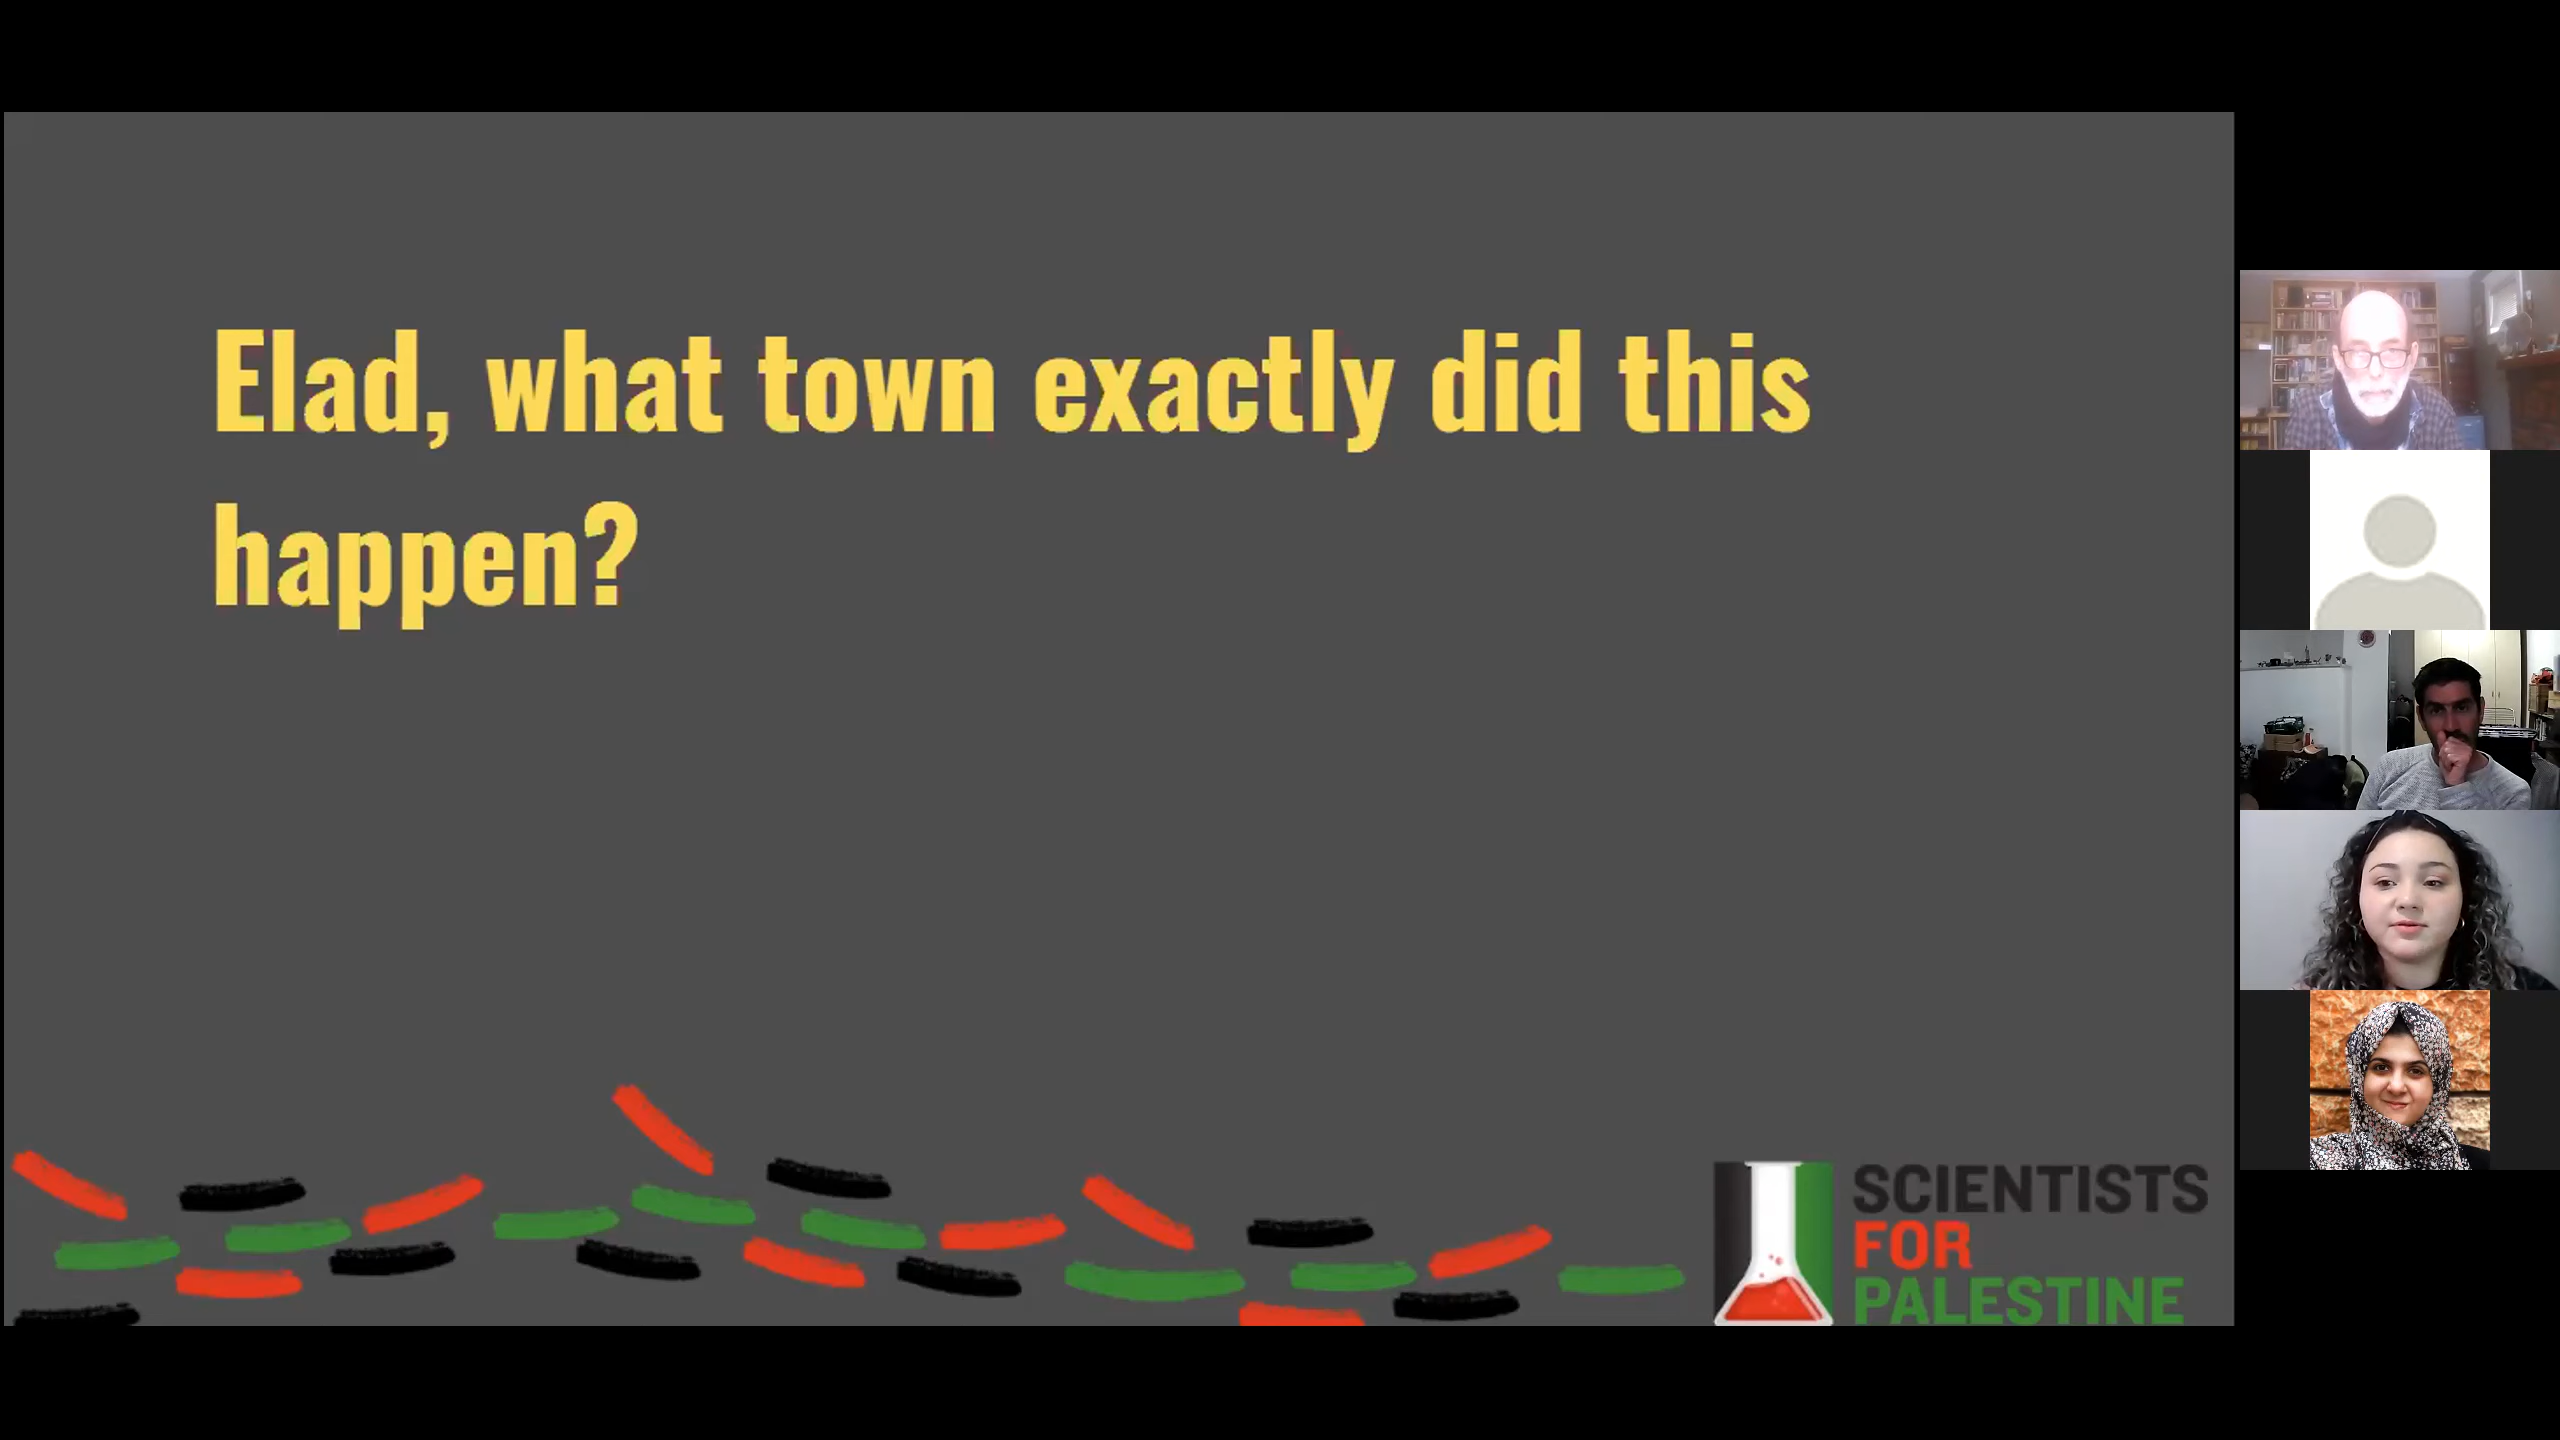 Elad, what town exactly did this
happen?
SCIENTISTS
FOR
PALESTINE